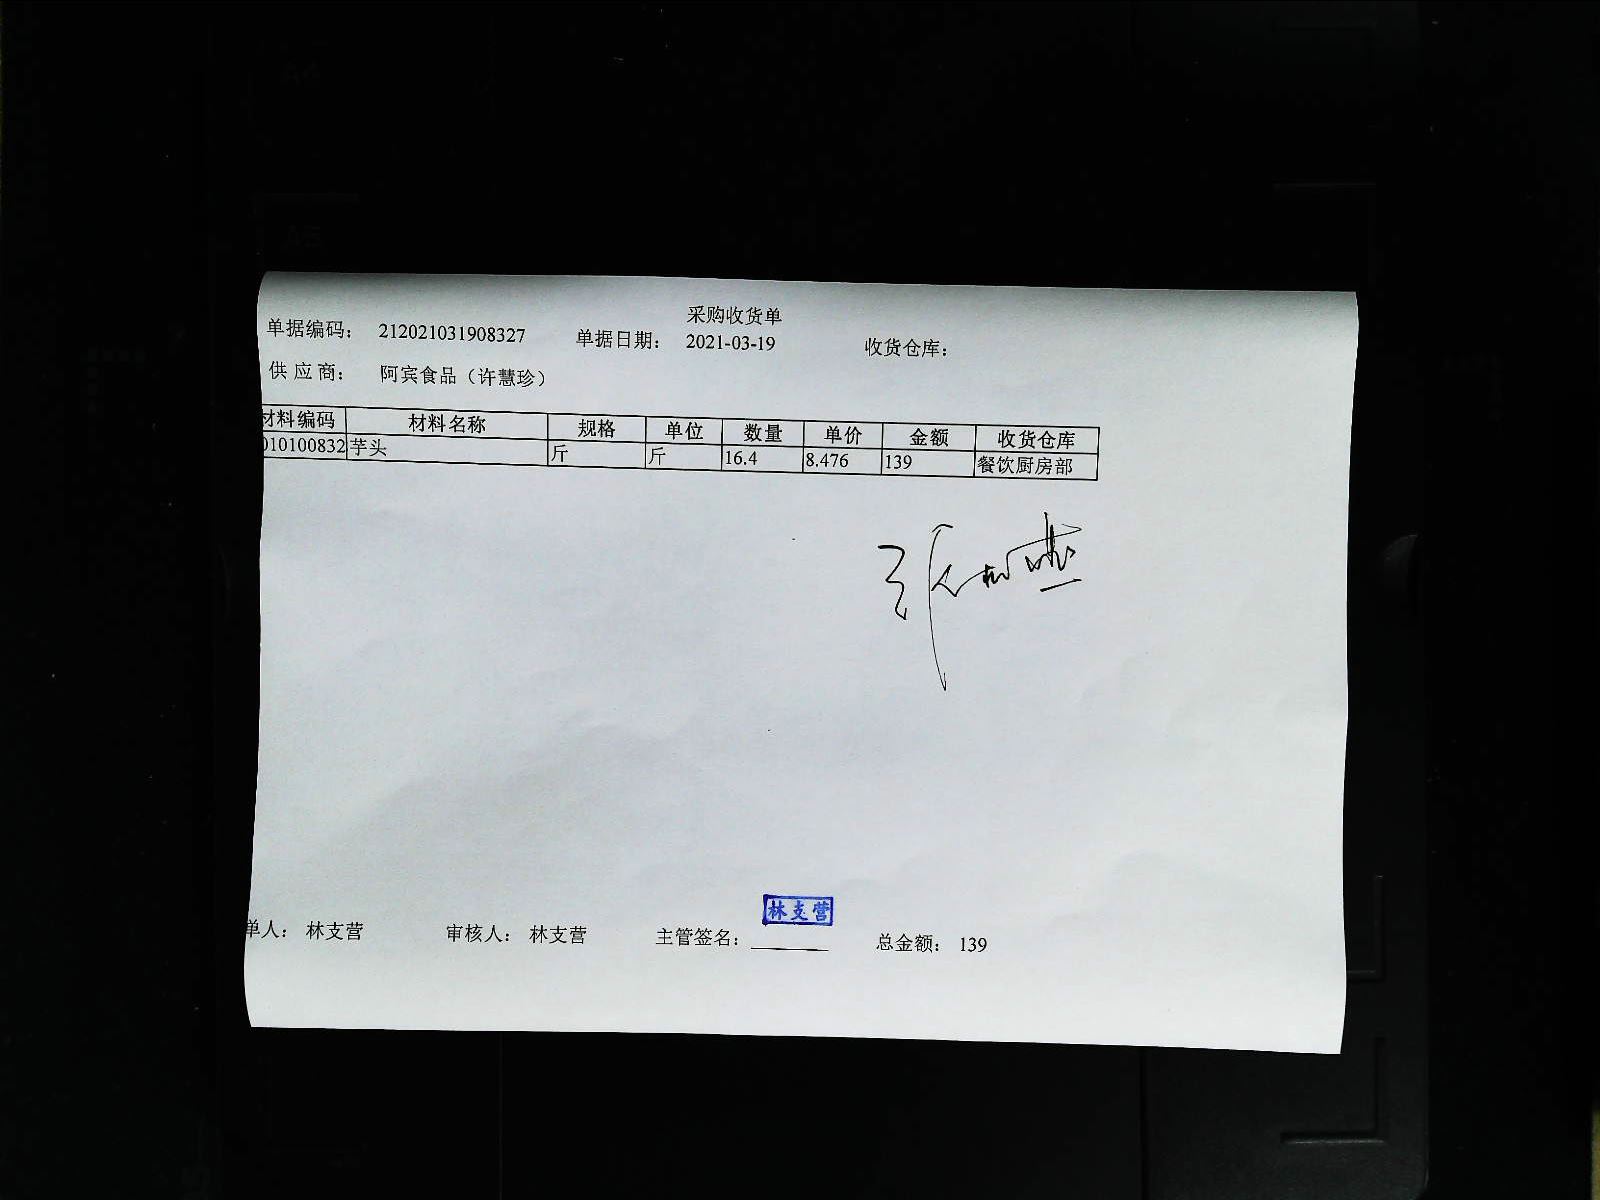 采购收货单
单据编码: 212021031908327 单据日期: 2021-03-19 收货仓库:
供应商: 阿宾食品（许慧珍）
材料编码 材料名称 规格 单位 数量 单价 金额 收货仓库
010100832 芋头 斤 斤 16.4 8.476 139 餐饮厨房部
林支营
单人: 林支营 审核人: 林支营 主管签名: 总金额: 139